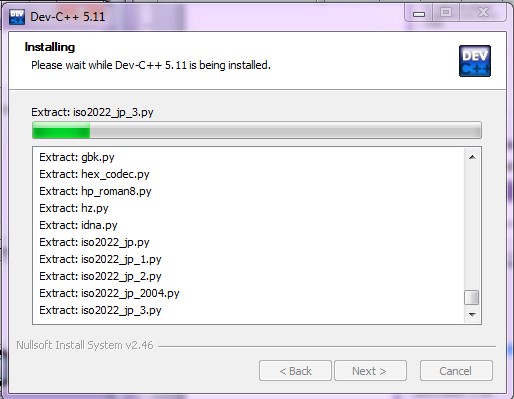 Dev-C++ 5.11
Installing
Please wait while Dev-C++ 5.11 is being installed.
DEV
C++
Extract: iso2022_jp_3.py
Extract: gbk.py
Extract: hex_codec.py
Extract: hp_roman8.py
Extract: hz.py
Extract: idna.py
Extract: iso2022_jp.py
Extract: iso2022_jp_1.py
Extract: iso2022_jp_2.py
Extract: iso2022_jp_2004.py
Extract: iso2022_jp_3.py
Nullsoft Install System v2.46
< Back
Next >
Cancel